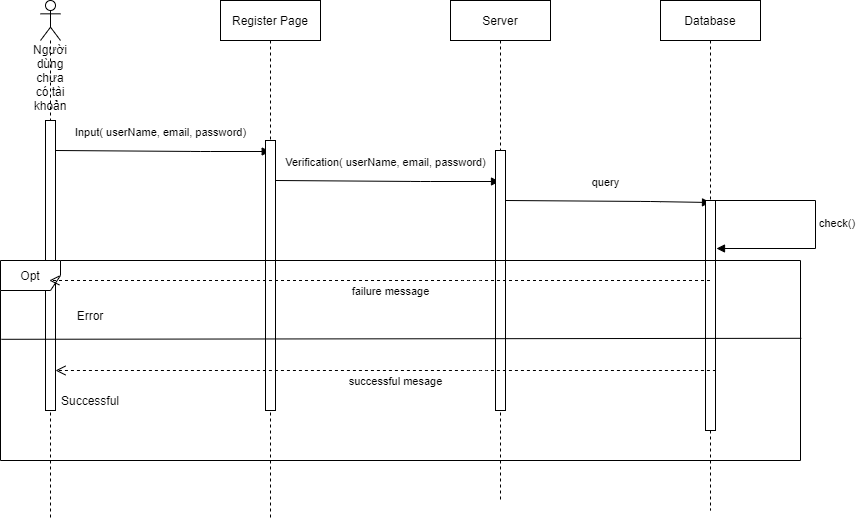 Register Page
Server
Database
Người
dùng
chưa
có tài
khoản
Input( userName, email, password)
Verification( userName, email, password)
query
check()
Opt
failure message
Error
successful mesage
Successful